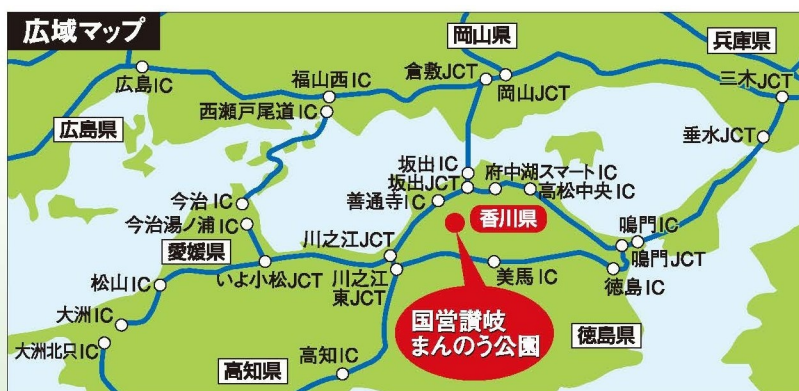 広域マップ
岡山県
兵庫県
広島IC
福山西IC
倉敷JCT
岡山JCT
三木JCT
西瀬戸尾道IC
広島県
垂水JCT
坂出IC
坂出JCT
府中湖スマートIC
高松中央IC
善通寺IC
今治IC
香川県
今治湯ノ浦IC
鳴門IC
鳴門JCT
愛媛県
川之江JCT
松山IC
いよ小松JCT
川之江
東JCT
美馬IC
徳島IC
大洲IC
国営讃岐
まんのう公園
徳島県
大洲北只IC
高知県
高知IC